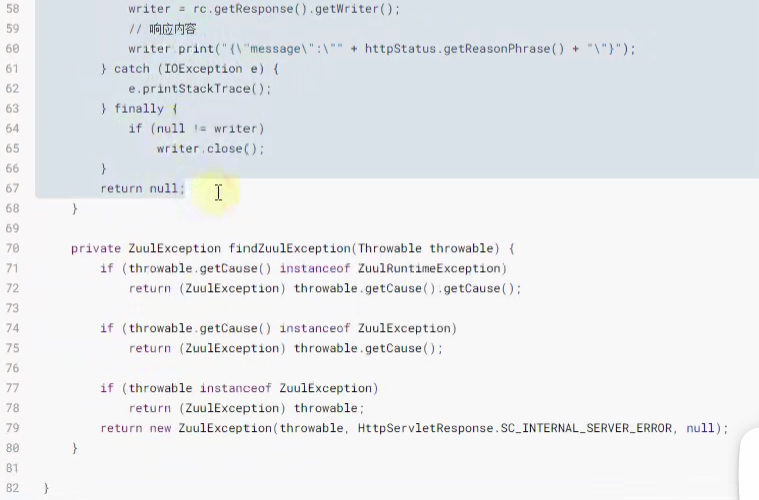 58 writer = rc.getResponse().getWriter();
59 // 响应内容
60 writer.print("{\"message\":\"" + httpStatus.getReasonPhrase() + "\"}");
61 } catch (IOException e) {
62 e.printStackTrace();
63 } finally {
64 if (null != writer)
65 writer.close();
66 }
67 return null;
68 }
69
70 private ZuulException findZuulException(Throwable throwable) {
71 if (throwable.getCause() instanceof ZuulRuntimeException)
72 return (ZuulException) throwable.getCause().getCause();
73
74 if (throwable.getCause() instanceof ZuulException)
75 return (ZuulException) throwable.getCause();
76
77 if (throwable instanceof ZuulException)
78 return (ZuulException) throwable;
79 return new ZuulException(throwable, HttpServletResponse.SC_INTERNAL_SERVER_ERROR, null);
80 }
81
82 }